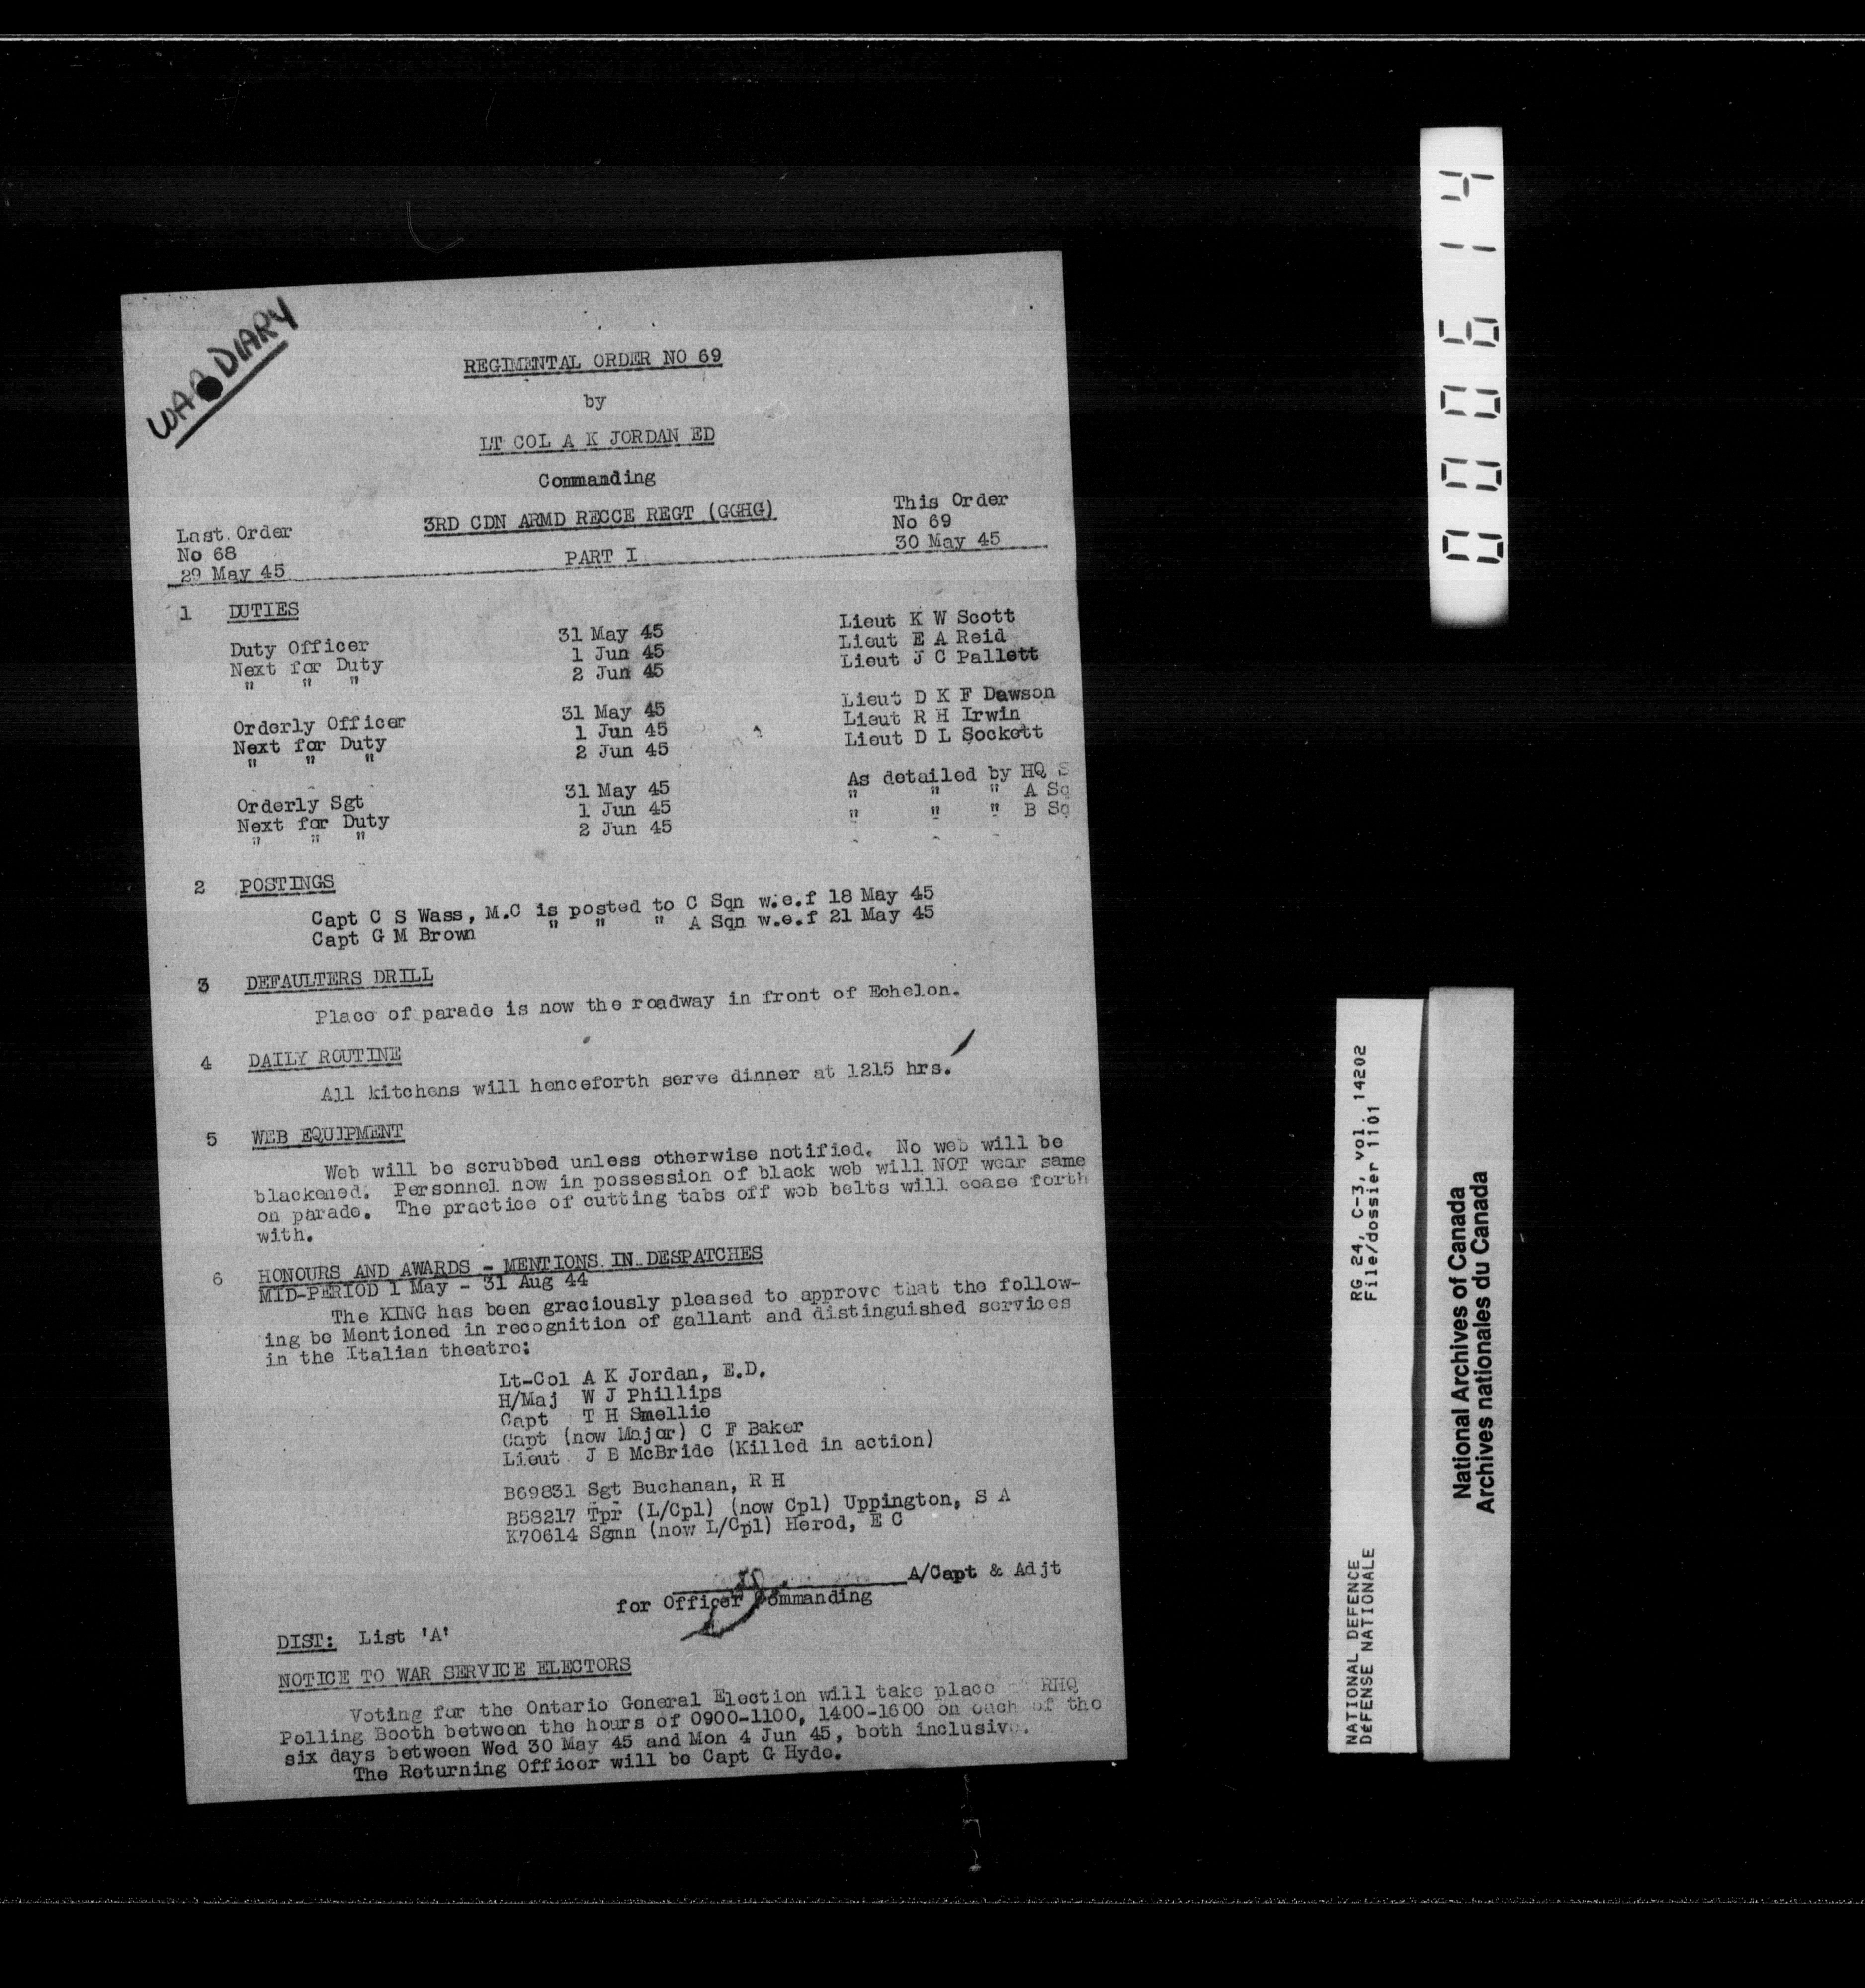 WAR DIARY
REGIMENTAL ORDER NO 69
by
LT COL A K JORDAN ED
Commanding
3RD CDN ARMD RECCE REGT (GGHG)
Last Order
No 68
29 May 45
This Order
No 69
30 May 45
PART I
1 DUTIES
Duty Officer 31 May 45 Lieut K W Scott
Next for Duty 1 Jun 45 Lieut E A Reid
" " " 2 Jun 45 Lieut J C Pallett
Orderly Officer 31 May 45 Lieut D K F Dawson
Next for Duty 1 Jun 45 Lieut R H Irwin
" " " 2 Jun 45 Lieut D L Sockett
Orderly Sgt 31 May 45 As detailed by HQ S
Next for Duty 1 Jun 45 " " " A Sq
" " " 2 Jun 45 " " " B Sq
2 POSTINGS
Capt C S Wass, M.C is posted to C Sqn w.e.f 18 May 45
Capt G M Brown " " " A Sqn w.e.f 21 May 45
3 DEFAULTERS DRILL
Place of parade is now the roadway in front of Echelon.
4 DAILY ROUTINE
All kitchens will henceforth serve dinner at 1215 hrs.
5 WEB EQUIPMENT
Web will be scrubbed unless otherwise notified. No web will be
blackened. Personnel now in possession of black web will NOT wear same
on parade. The practice of cutting tabs off web belts will cease forth
with.
6 HONOURS AND AWARDS - MENTIONS IN DESPATCHES
MID-PERIOD 1 May - 31 Aug 44
The KING has been graciously pleased to approve that the follow-
ing be Mentioned in recognition of gallant and distinguished services
in the Italian theatre:
Lt-Col A K Jordan, E.D.
H/Maj W J Phillips
Capt T H Smellie
Capt (now Major) C F Baker
Lieut J B McBride (Killed in action)
B69831 Sgt Buchanan, R H
B58217 Tpr (L/Cpl) (now Cpl) Uppington, S A
K70614 Sgmn (now L/Cpl) Herod, E C
A/Capt & Adjt
for Officer Commanding
DIST: List 'A'
NOTICE TO WAR SERVICE ELECTORS
Voting for the Ontario General Election will take place RHQ
Polling Booth between the hours of 0900-1100, 1400-1600 on each of the
six days between Wed 30 May 45 and Mon 4 Jun 45, both inclusive.
The Returning Officer will be Capt G Hyde.
000614
NATIONAL DEFENCE
DéFENSE NATIONALE
RG 24, C-3, vol. 14202
File/dossier 1101
National Archives of Canada
Archives nationales du Canada